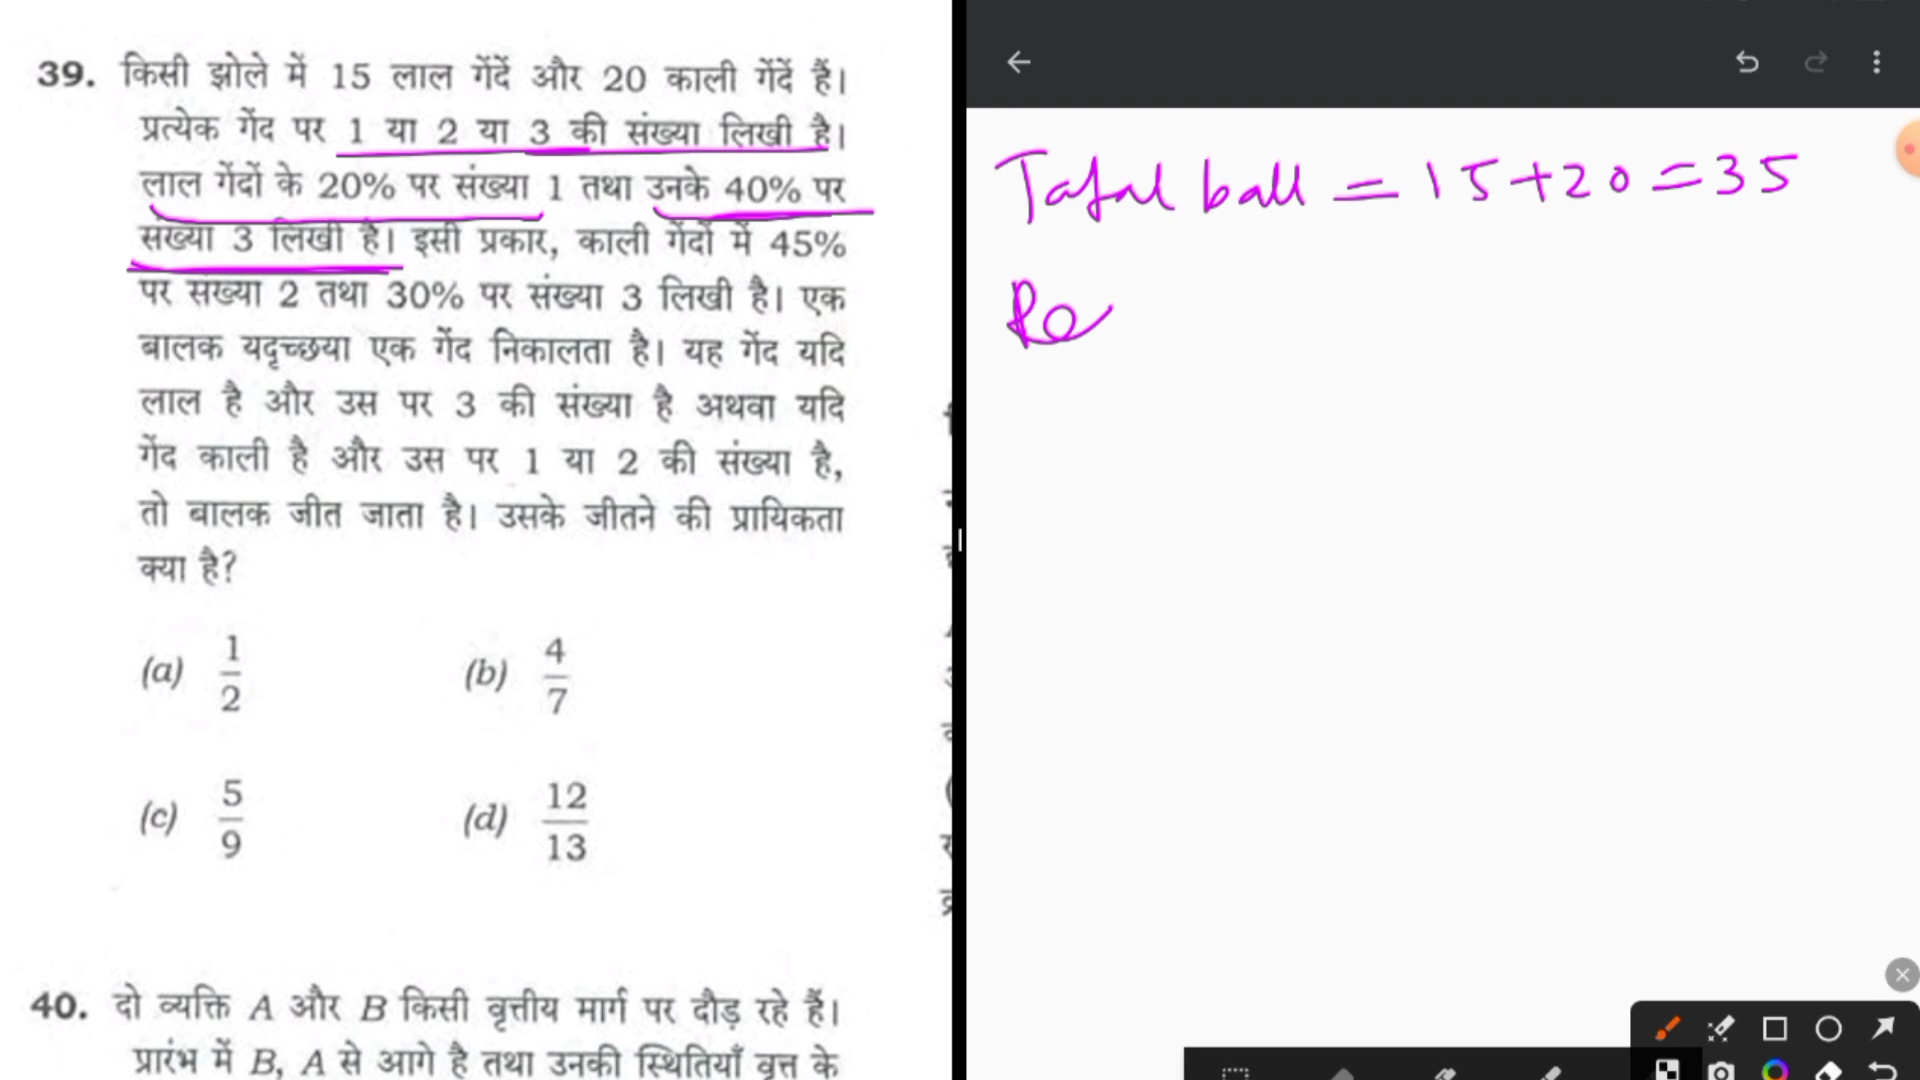 39. किसी झोले में 15 लाल गेंदें और 20 काली गेंदें हैं।
प्रत्येक गेंद पर 1 या 2 या 3 की संख्या लिखी है।
लाल गेंदों के 20% पर संख्या 1 तथा उनके 40% पर
संख्या 3 लिखी है। इसी प्रकार, काली गेंदों में 45%
पर संख्या 2 तथा 30% पर संख्या 3 लिखी है। एक
बालक यदृच्छया एक गेंद निकालता है। यह गेंद यदि
लाल है और उस पर 3 की संख्या है अथवा यदि
गेंद काली है और उस पर 1 या 2 की संख्या है,
तो बालक जीत जाता है। उसके जीतने की प्रायिकता
क्या है?
(a) 1/2
(b) 4/7
(c) 5/9
(d) 12/13
40. दो व्यक्ति A और B किसी वृत्तीय मार्ग पर दौड़ रहे हैं।
प्रारंभ में B, A से आगे है तथा उनकी स्थितियाँ वृत्त के
Total ball = 15+20=35
Re